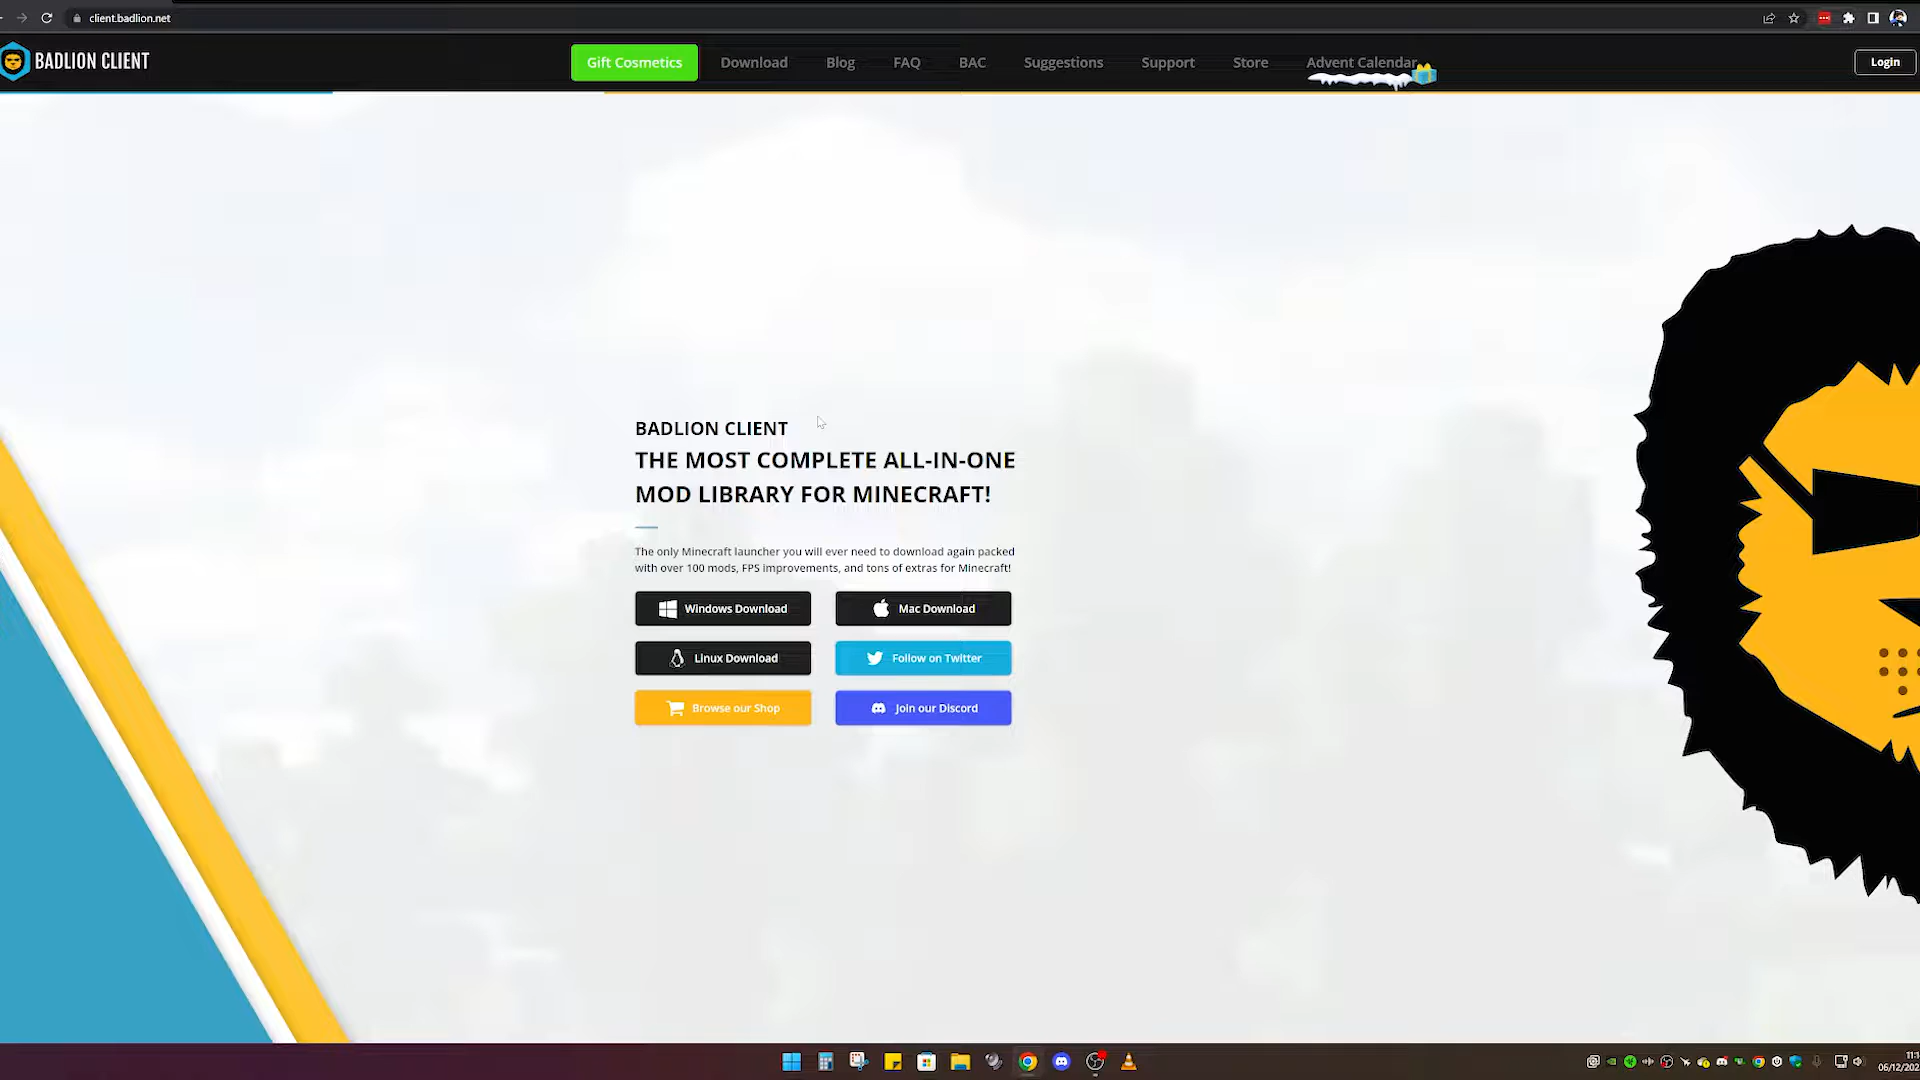 client.badlion.net
BADLION CLIENT
Gift Cosmetics
Download
Blog
FAQ
BAC
Suggestions
Support
Store
Advent Calendar
Login
BADLION CLIENT
THE MOST COMPLETE ALL-IN-ONE
MOD LIBRARY FOR MINECRAFT!
The only Minecraft launcher you will ever need to download again packed
with over 100 mods, FPS improvements, and tons of extras for Minecraft!
Windows Download
Mac Download
Linux Download
Follow on Twitter
Browse our Shop
Join our Discord